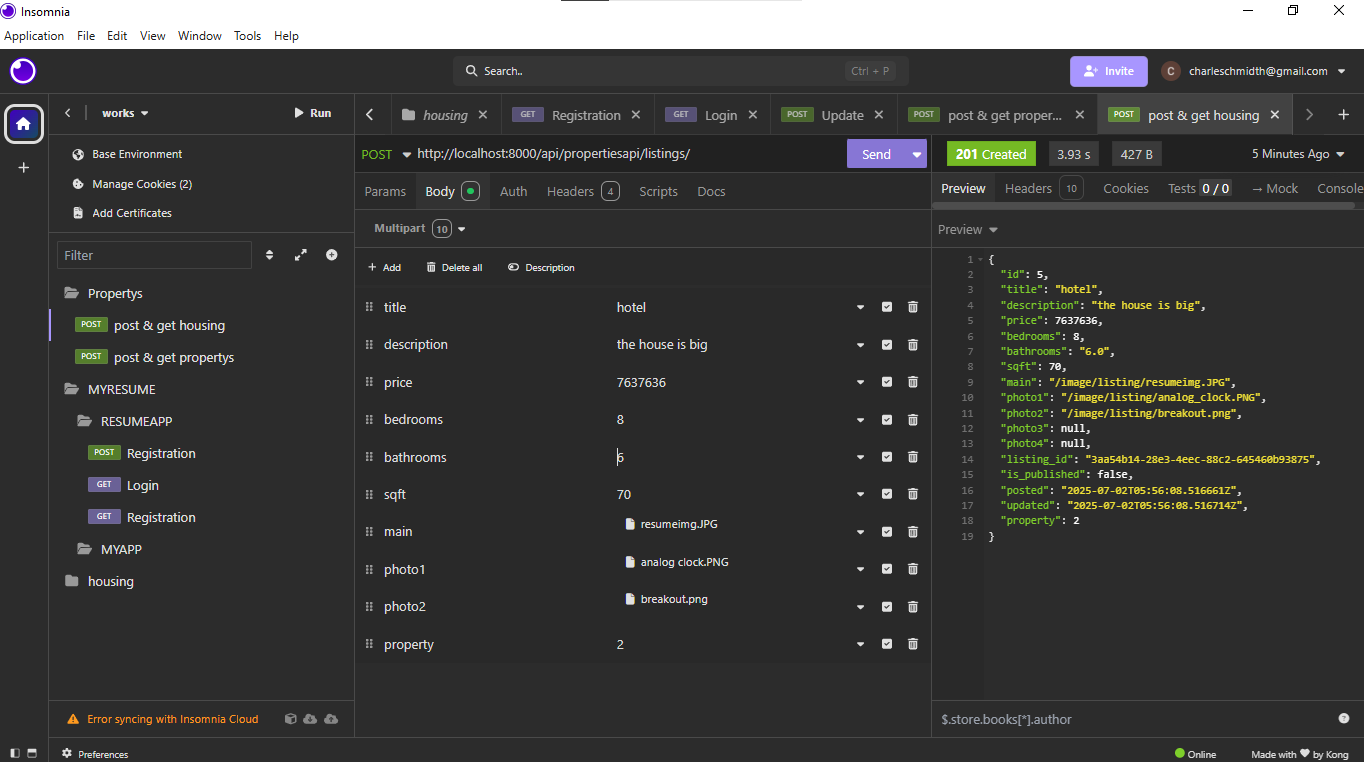 Insomnia
Application File Edit View Window Tools Help
Search.. Ctrl + P Invite C charleschmidth@gmail.com
works Run
housing GET Registration GET Login POST Update POST post & get proper... POST post & get housing
Base Environment
Manage Cookies (2)
Add Certificates
Filter
Propertys
POST post & get housing
POST post & get propertys
MYRESUME
RESUMEAPP
POST Registration
GET Login
GET Registration
MYAPP
housing
Error syncing with Insomnia Cloud
POST http://localhost:8000/api/propertiesapi/listings/ Send
Params Body Auth Headers 4 Scripts Docs
Multipart 10
Add Delete all Description
title hotel
description the house is big
price 7637636
bedrooms 8
bathrooms 6
sqft 70
main resumeimg.JPG
photo1 analog clock.PNG
photo2 breakout.png
property 2
201 Created 3.93 s 427 B 5 Minutes Ago
Preview Headers 10 Cookies Tests 0 / 0 → Mock Console
Preview
1 {
2 "id": 5,
3 "title": "hotel",
4 "description": "the house is big",
5 "price": 7637636,
6 "bedrooms": 8,
7 "bathrooms": "6.0",
8 "sqft": 70,
9 "main": "/image/listing/resumeimg.JPG",
10 "photo1": "/image/listing/analog_clock.PNG",
11 "photo2": "/image/listing/breakout.png",
12 "photo3": null,
13 "photo4": null,
14 "listing_id": "3aa54b14-28e3-4eec-88c2-645460b93875",
15 "is_published": false,
16 "posted": "2025-07-02T05:56:08.516661Z",
17 "updated": "2025-07-02T05:56:08.516714Z",
18 "property": 2
19 }
$.store.books[*].author
Preferences Online Made with ♥ by Kong